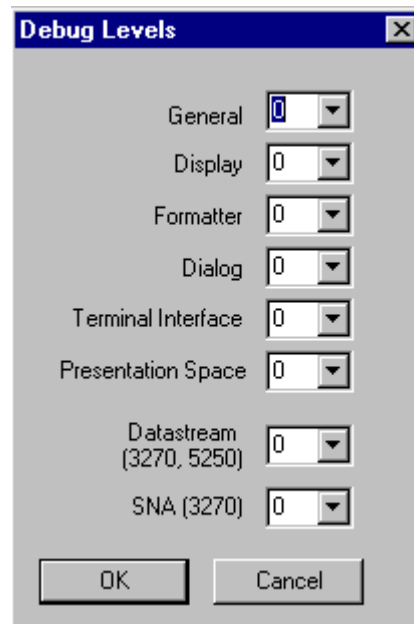 Debug Levels
General 0
Display 0
Formatter 0
Dialog 0
Terminal Interface 0
Presentation Space 0
Datastream
(3270, 5250) 0
SNA (3270) 0
OK Cancel